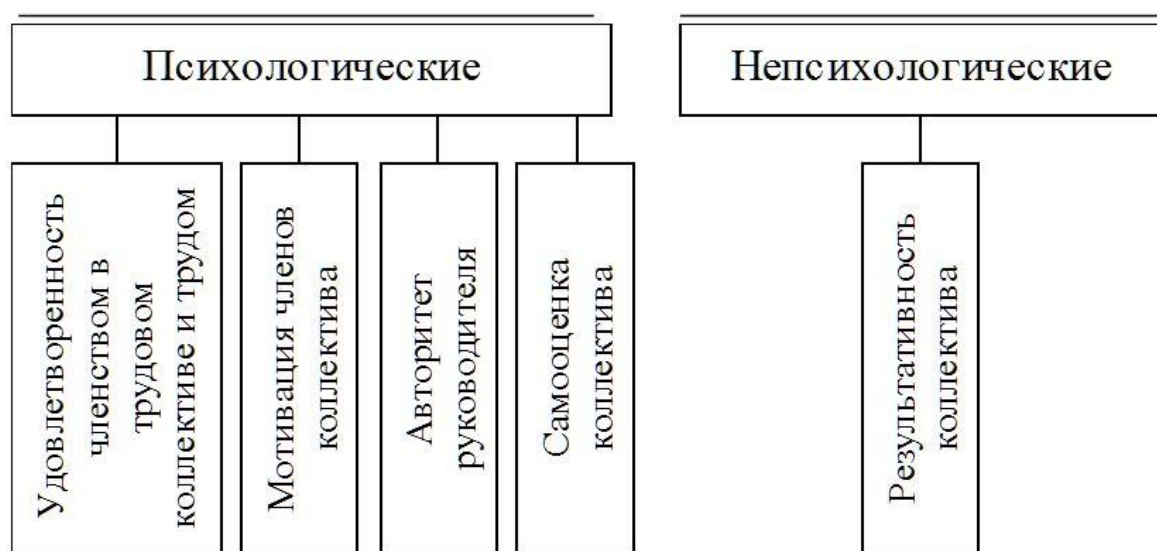 Психологические
Непсихологические
Удовлетворенность
членством в
трудовом
коллективе и трудом
Мотивация членов
коллектива
Авторитет
руководителя
Самооценка
коллектива
Результативность
коллектива